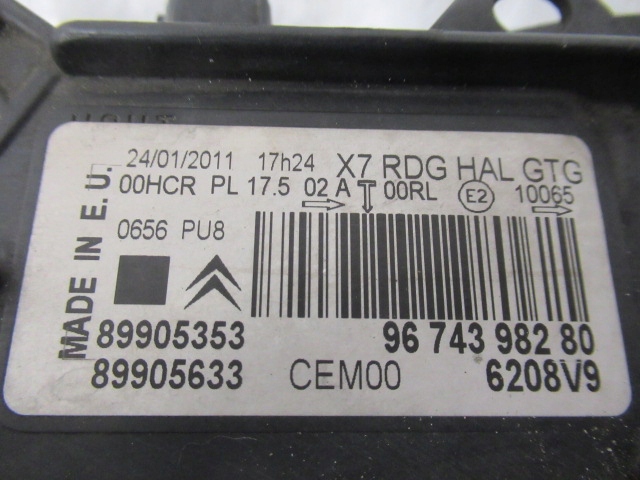 24/01/2011 17h24 X7 RDG HAL GTG
00HCR PL 17.5 02 A 00RL E2 10065
MADE IN E.U.
0656 PU8
89905353 96 743 982 80
89905633 CEM00 6208V9